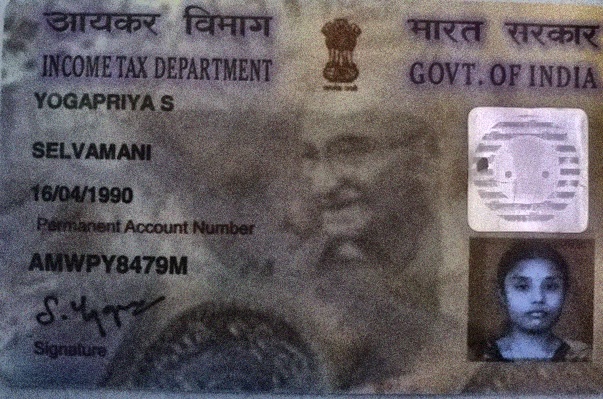 आयकर विभाग
INCOME TAX DEPARTMENT
भारत सरकार
GOVT. OF INDIA
YOGAPRIYA S
SELVAMANI
16/04/1990
Permanent Account Number
AMWPY8479M
Signature